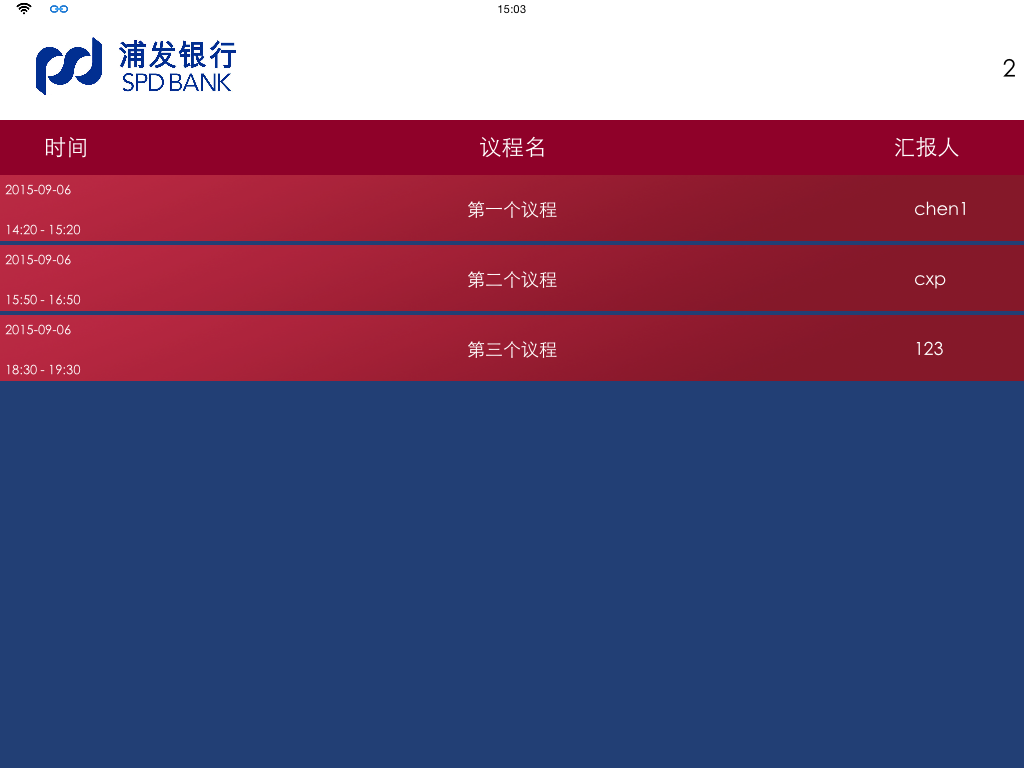 15:03
浦发银行
SPD BANK
2
时间 议程名 汇报人
2015-09-06
第一个议程 chen1
14:20 - 15:20
2015-09-06
第二个议程 cxp
15:50 - 16:50
2015-09-06
第三个议程 123
18:30 - 19:30